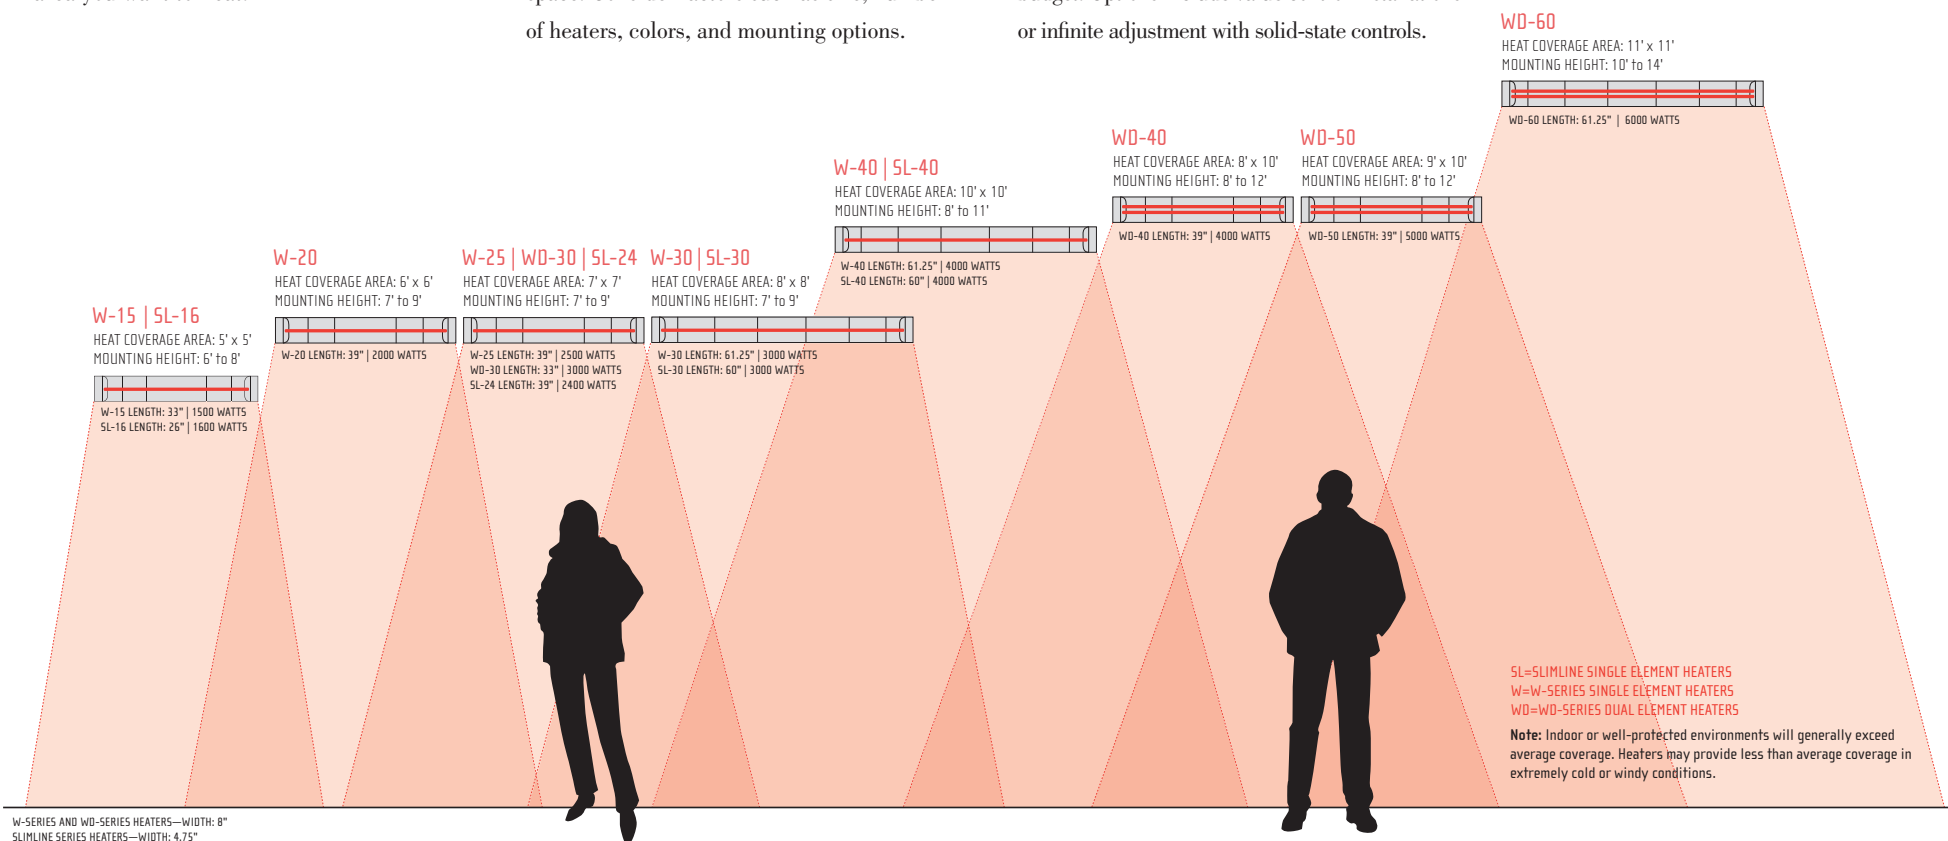 of heaters, colors, and mounting options.
or infinite adjustment with solid-state controls.
W-15 | SL-16
HEAT COVERAGE AREA: 5' x 5'
MOUNTING HEIGHT: 6' to 8'
W-15 LENGTH: 33" | 1500 WATTS
SL-16 LENGTH: 26" | 1600 WATTS
W-20
HEAT COVERAGE AREA: 6' x 6'
MOUNTING HEIGHT: 7' to 9'
W-20 LENGTH: 39" | 2000 WATTS
W-25 | WD-30 | SL-24
HEAT COVERAGE AREA: 7' x 7'
MOUNTING HEIGHT: 7' to 9'
W-25 LENGTH: 39" | 2500 WATTS
WD-30 LENGTH: 33" | 3000 WATTS
SL-24 LENGTH: 39" | 2400 WATTS
W-30 | SL-30
HEAT COVERAGE AREA: 8' x 8'
MOUNTING HEIGHT: 7' to 9'
W-30 LENGTH: 61.25" | 3000 WATTS
SL-30 LENGTH: 60" | 3000 WATTS
W-40 | SL-40
HEAT COVERAGE AREA: 10' x 10'
MOUNTING HEIGHT: 8' to 11'
W-40 LENGTH: 61.25" | 4000 WATTS
SL-40 LENGTH: 60" | 4000 WATTS
WD-40
HEAT COVERAGE AREA: 8' x 10'
MOUNTING HEIGHT: 8' to 12'
WD-40 LENGTH: 39" | 4000 WATTS
WD-50
HEAT COVERAGE AREA: 9' x 10'
MOUNTING HEIGHT: 8' to 12'
WD-50 LENGTH: 39" | 5000 WATTS
WD-60
HEAT COVERAGE AREA: 11' x 11'
MOUNTING HEIGHT: 10' to 14'
WD-60 LENGTH: 61.25" | 6000 WATTS
SL=SLIMLINE SINGLE ELEMENT HEATERS
W=W-SERIES SINGLE ELEMENT HEATERS
WD=WD-SERIES DUAL ELEMENT HEATERS
Note: Indoor or well-protected environments will generally exceed
average coverage. Heaters may provide less than average coverage in
extremely cold or windy conditions.
W-SERIES AND WD-SERIES HEATERS—WIDTH: 8"
SLIMLINE SERIES HEATERS—WIDTH: 4.75"